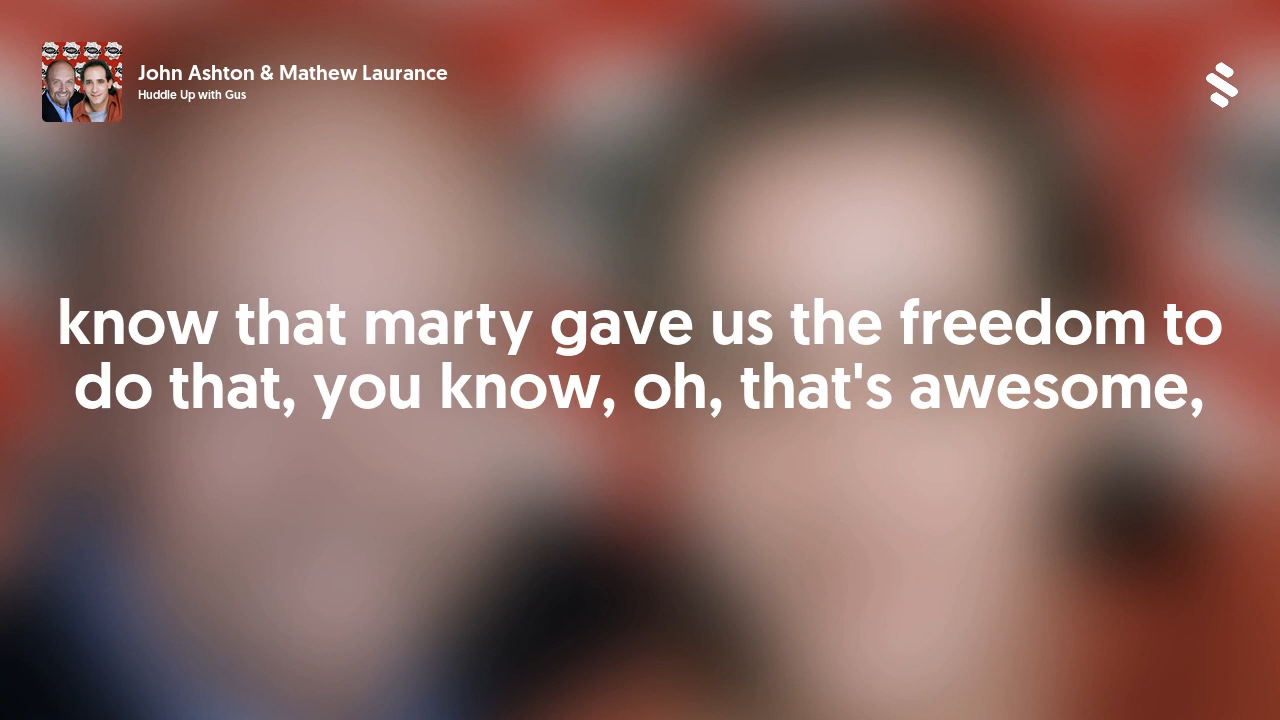 John Ashton & Mathew Laurance
Huddle Up with Gus
know that marty gave us the freedom to
do that, you know, oh, that's awesome,